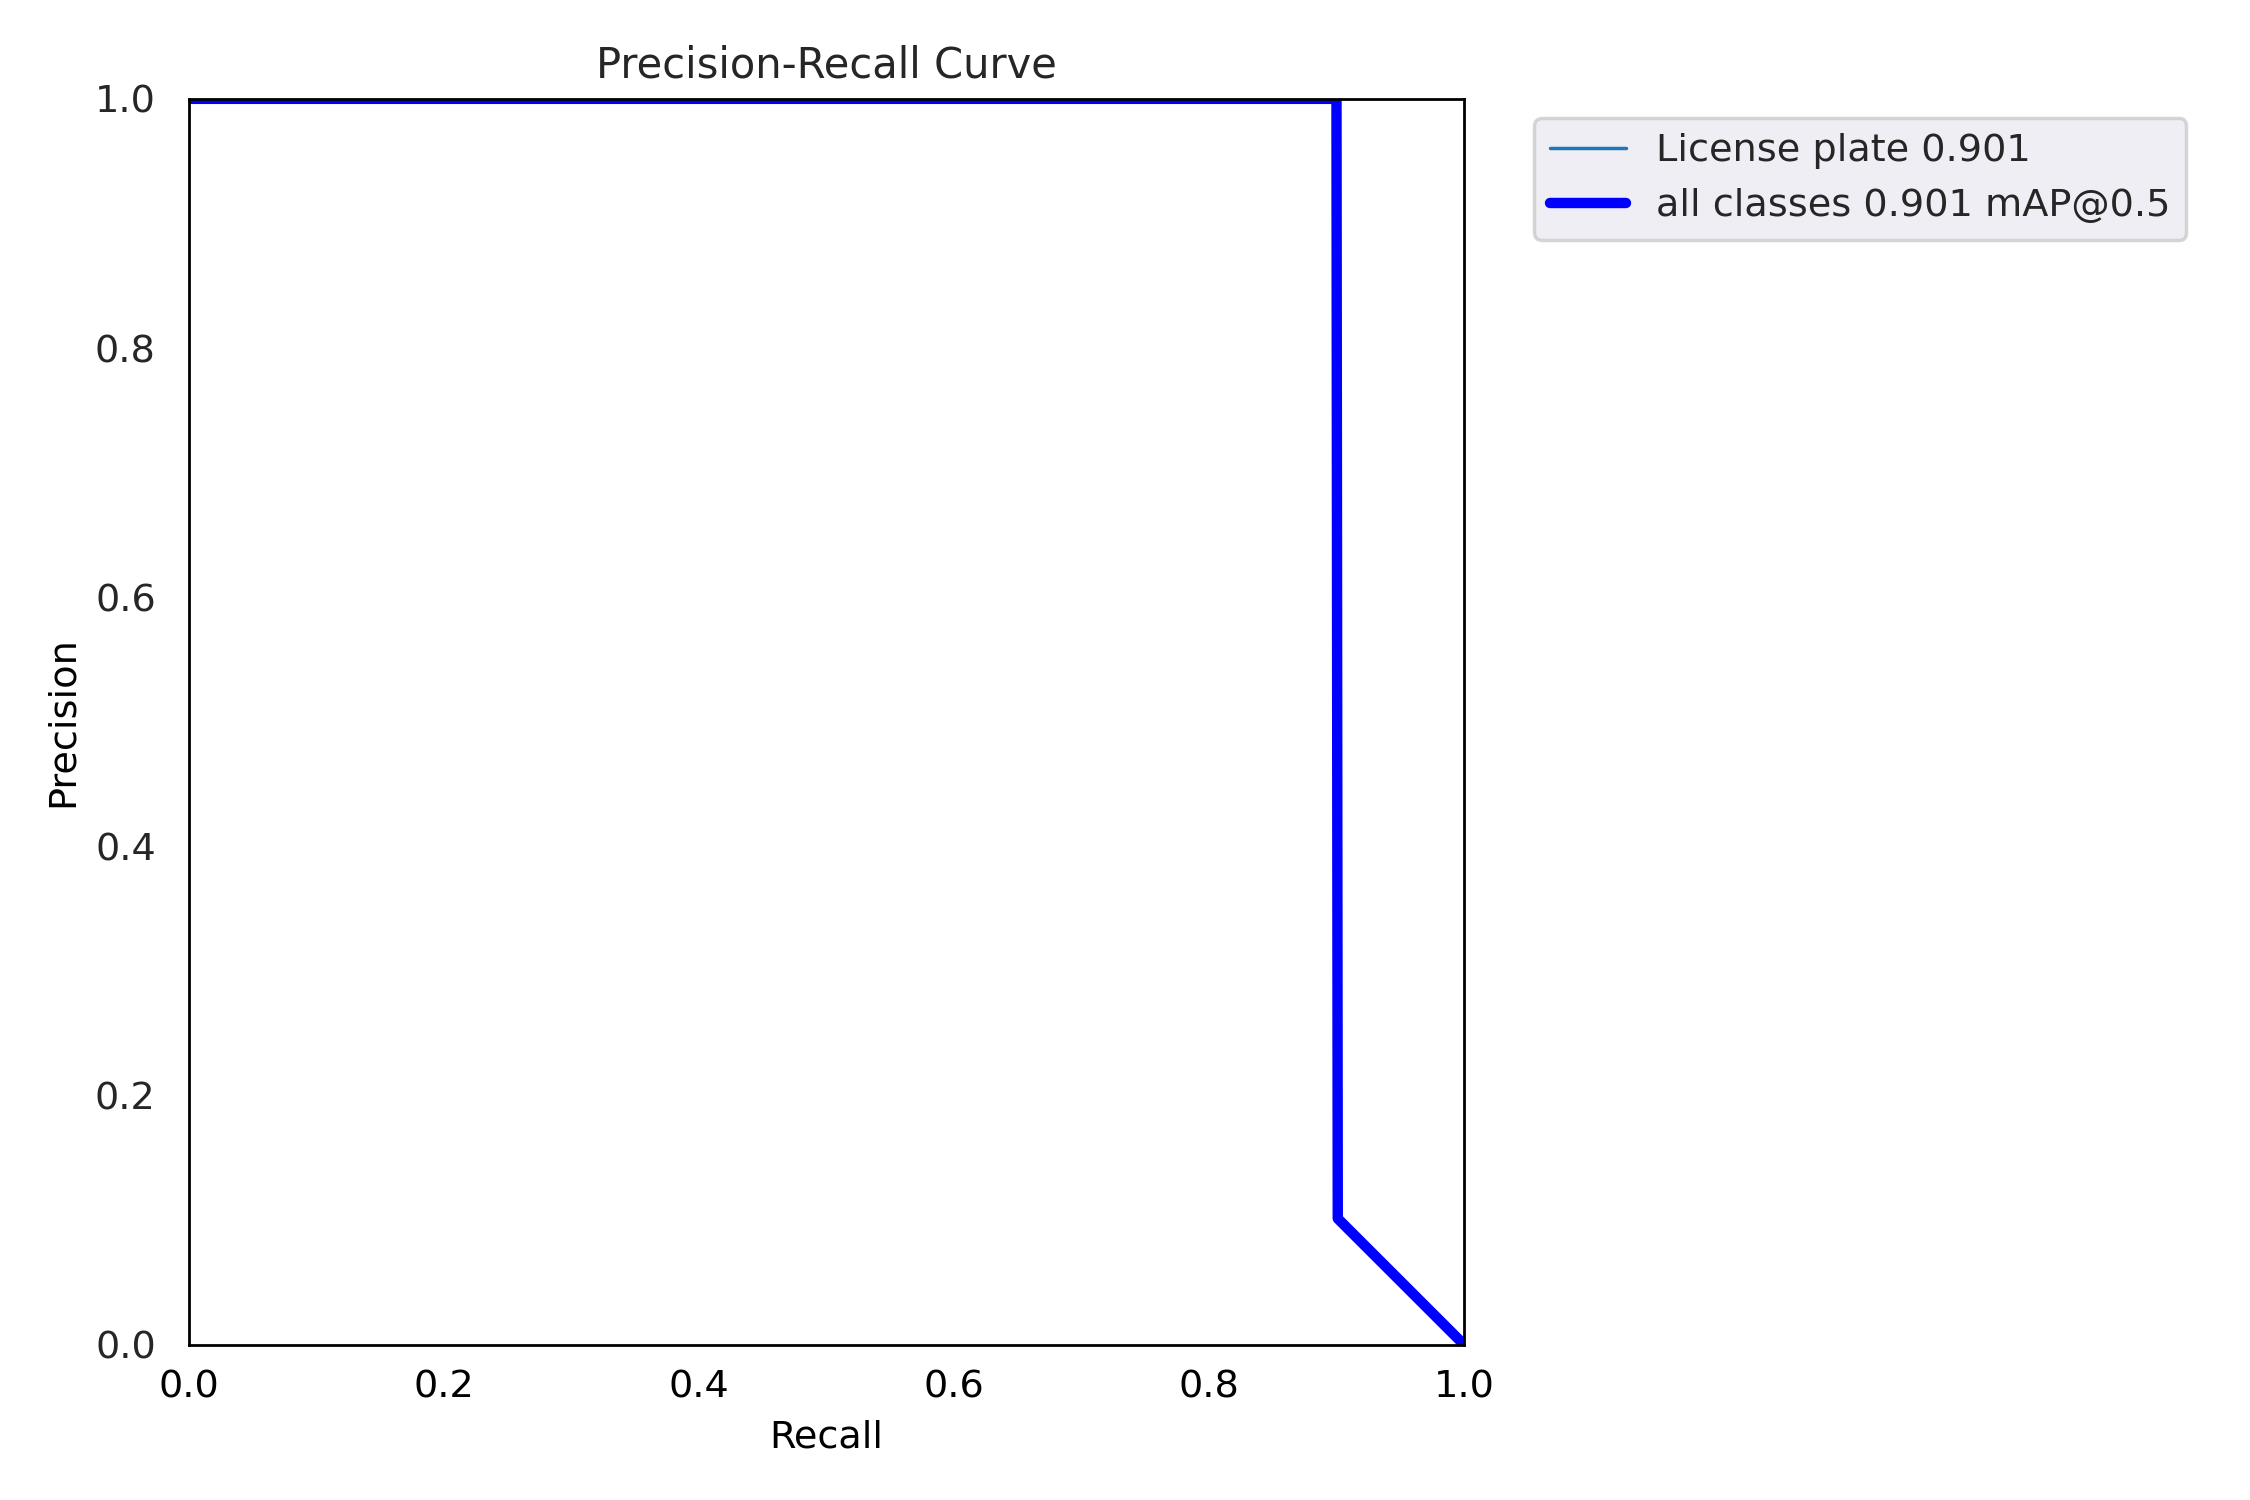 Precision-Recall Curve
1.0
0.8
0.6
0.4
0.2
0.0
Precision
0.0 0.2 0.4 0.6 0.8 1.0
Recall
License plate 0.901
all classes 0.901 mAP@0.5